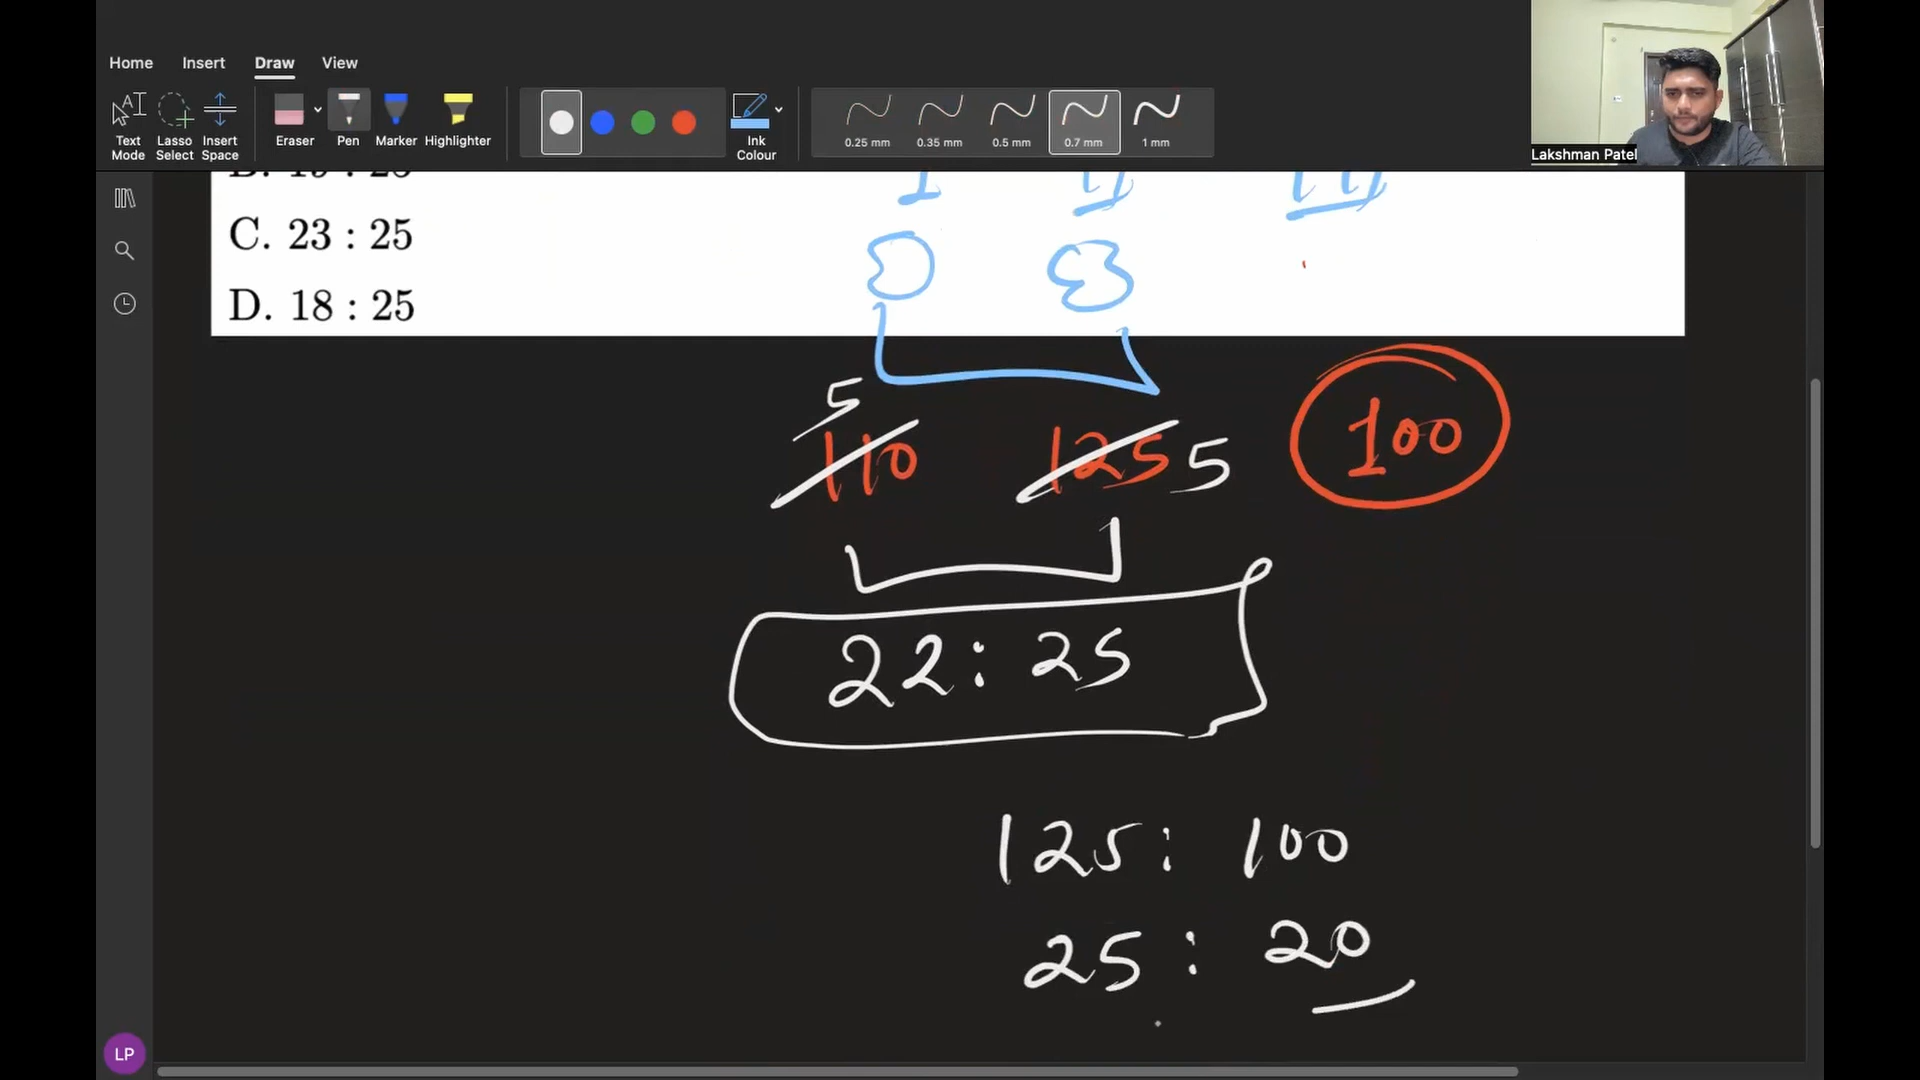 Home Insert Draw View
Text Mode
Lasso Select
Insert Space
Eraser
Pen
Marker
Highlighter
Ink Colour
0.25 mm
0.35 mm
0.5 mm
0.7 mm
1 mm
Lakshman Patel
I II III
C. 23 : 25
D. 18 : 25
5
110 125 5 100
22 : 25
125 : 100
25 : 20
LP